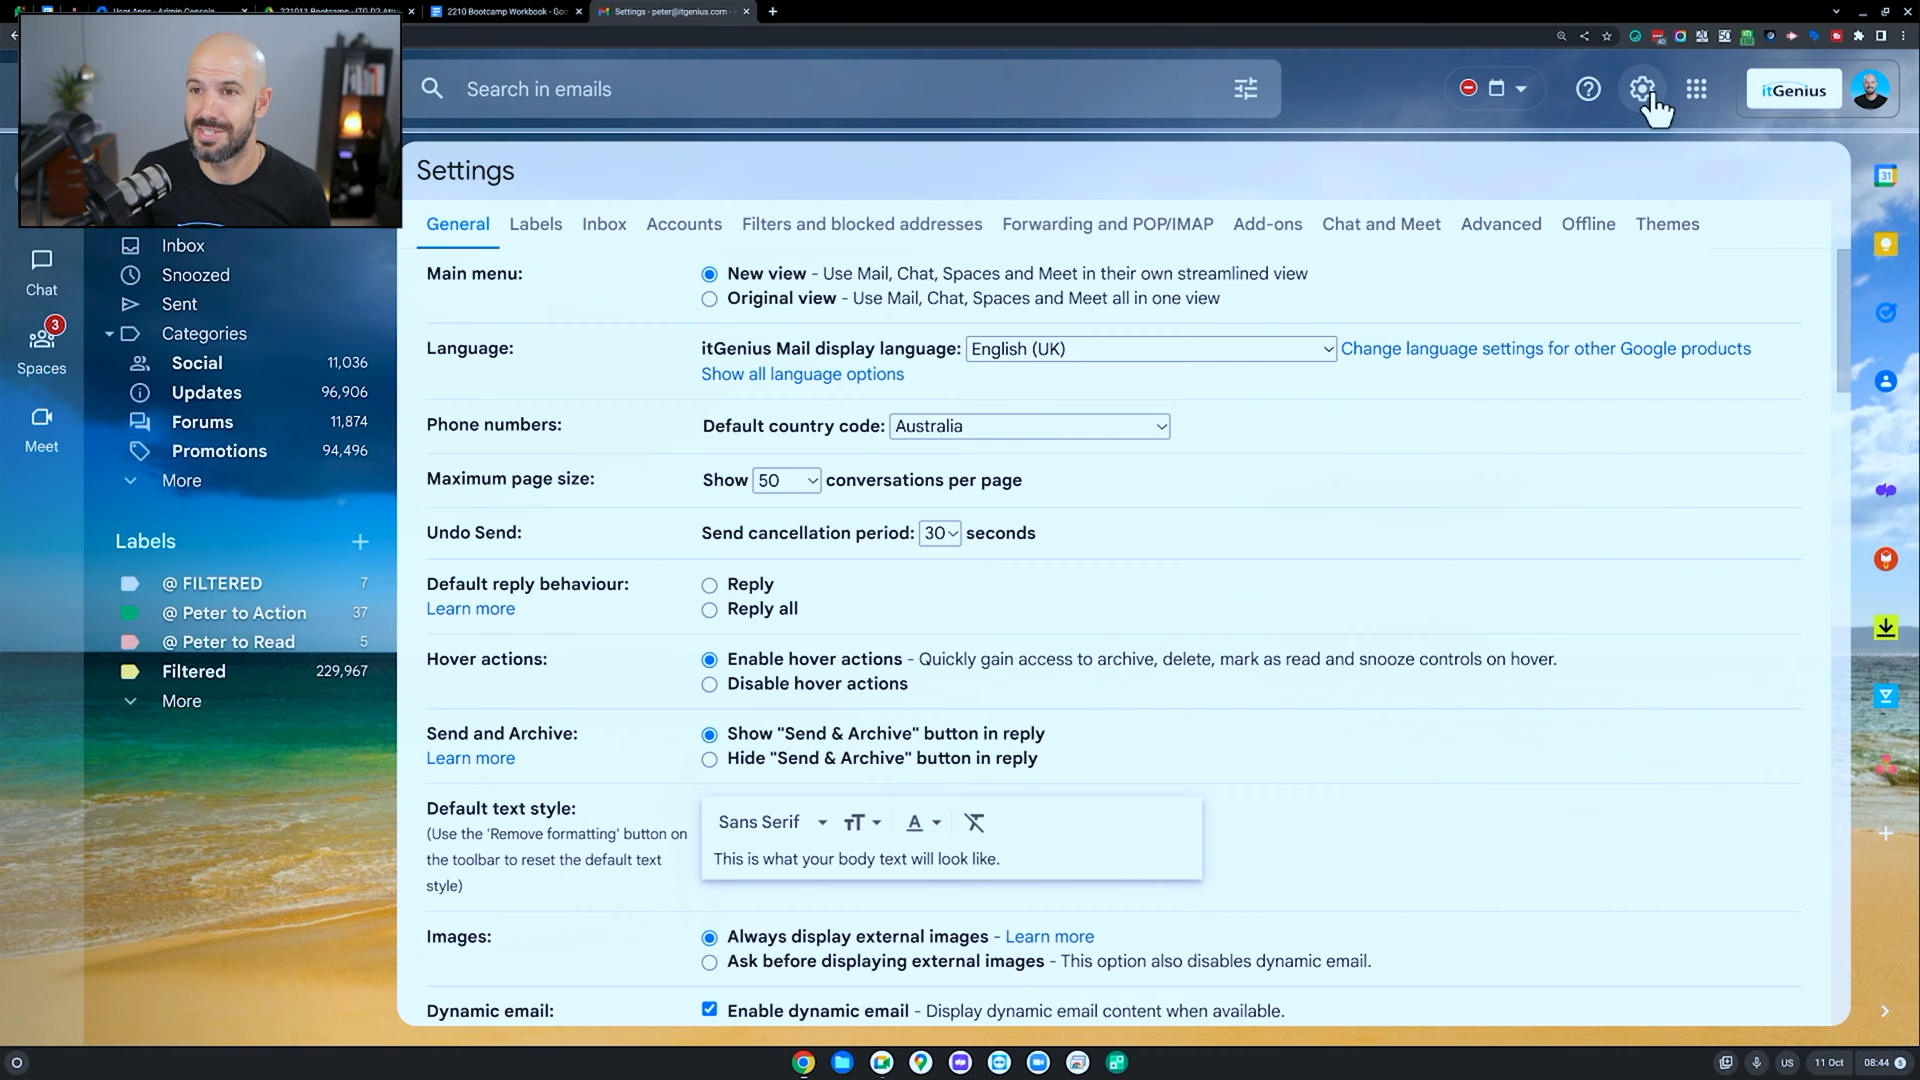 User Apps - Admin Console
221011 Bootcamp - ITG D2 Att
2210 Bootcamp Workbook - Goo
Settings - peter@itgenius.com -
Search in emails
itGenius
Settings
General Labels Inbox Accounts Filters and blocked addresses Forwarding and POP/IMAP Add-ons Chat and Meet Advanced Offline Themes
Chat
3
Spaces
Meet
Inbox
Snoozed
Sent
Categories
Social 11,036
Updates 96,906
Forums 11,874
Promotions 94,496
More
Labels
@ FILTERED 7
@ Peter to Action 37
@ Peter to Read 5
Filtered 229,967
More
Main menu:
New view - Use Mail, Chat, Spaces and Meet in their own streamlined view
Original view - Use Mail, Chat, Spaces and Meet all in one view
Language:
itGenius Mail display language: English (UK) Change language settings for other Google products
Show all language options
Phone numbers:
Default country code: Australia
Maximum page size:
Show 50 conversations per page
Undo Send:
Send cancellation period: 30 seconds
Default reply behaviour:
Learn more
Reply
Reply all
Hover actions:
Enable hover actions - Quickly gain access to archive, delete, mark as read and snooze controls on hover.
Disable hover actions
Send and Archive:
Learn more
Show "Send & Archive" button in reply
Hide "Send & Archive" button in reply
Default text style:
(Use the 'Remove formatting' button on
the toolbar to reset the default text
style)
Sans Serif
This is what your body text will look like.
Images:
Always display external images - Learn more
Ask before displaying external images - This option also disables dynamic email.
Dynamic email:
Enable dynamic email - Display dynamic email content when available.
31
US
11 Oct
08:44
5